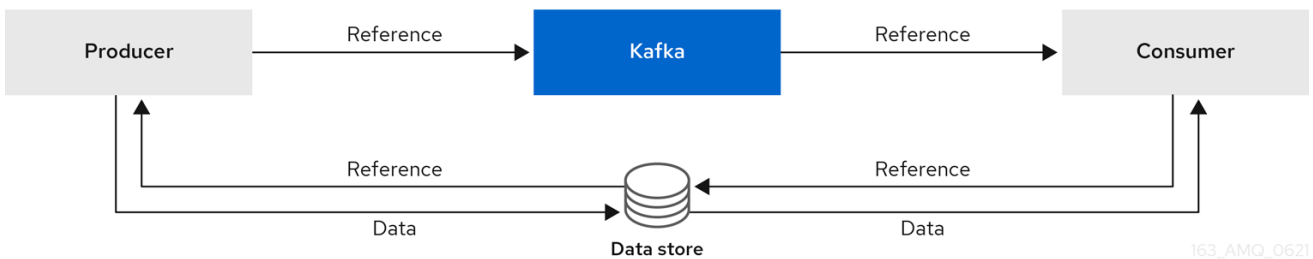 Reference
Reference
Producer
Kafka
Consumer
Reference
Reference
Data
Data
Data store
163_AMQ_0621